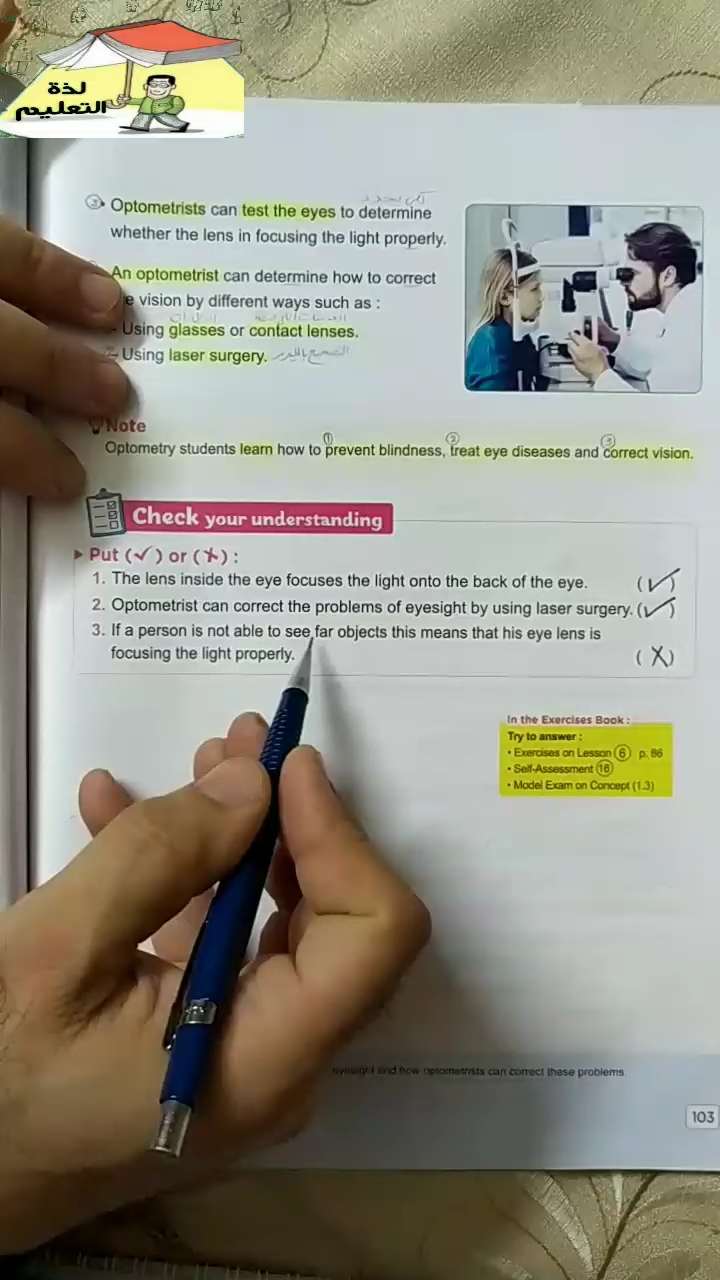 لذة
التعليم
③ Optometrists can test the eyes to determine
whether the lens in focusing the light properly.
An optometrist can determine how to correct
e vision by different ways such as :
Using glasses or contact lenses.
Using laser surgery.
Note
① ② ③
Optometry students learn how to prevent blindness, treat eye diseases and correct vision.
Check your understanding
Put (✓) or (✗) :
1. The lens inside the eye focuses the light onto the back of the eye. (✓)
2. Optometrist can correct the problems of eyesight by using laser surgery. (✓)
3. If a person is not able to see far objects this means that his eye lens is
focusing the light properly. (X)
In the Exercises Book :
Try to answer :
• Exercises on Lesson ⑥ p. 86
• Self-Assessment ⑯
• Model Exam on Concept (1.3)
eyesight and how optometrists can correct these problems.
103